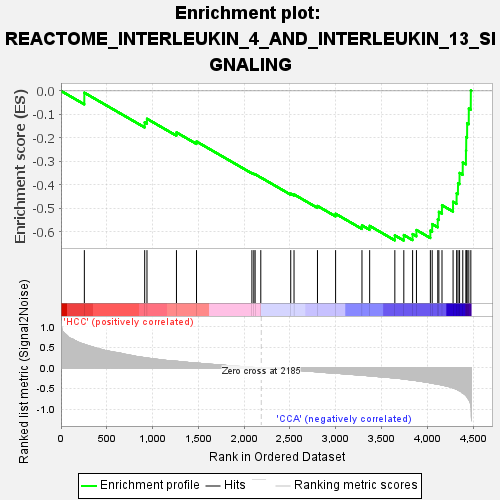 Enrichment plot:
REACTOME_INTERLEUKIN_4_AND_INTERLEUKIN_13_SI
GNALING
Enrichment score (ES)
0.0
-0.1
-0.2
-0.3
-0.4
-0.5
-0.6
'HCC' (positively correlated)
Ranked list metric (Signal2Noise)
1.0
0.5
0.0
-0.5
-1.0
Zero cross at 2185
'CCA' (negatively correlated)
0
500
1,000
1,500
2,000
2,500
3,000
3,500
4,000
4,500
Rank in Ordered Dataset
Enrichment profile
Hits
Ranking metric scores